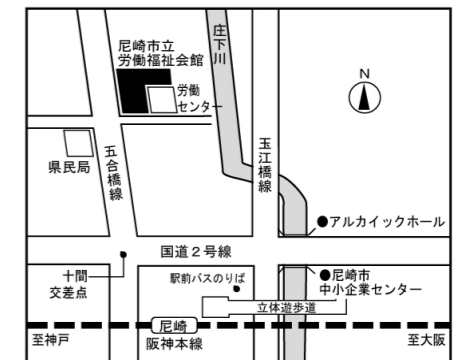 庄下川
尼崎市立
労働福祉会館
労働
センター
N
玉江橋線
五合橋線
県民局
●アルカイックホール
国道2号線
十間
交差点
駅前バスのりば
●尼崎市
中小企業センター
立体遊歩道
尼崎
至神戸
阪神本線
至大阪